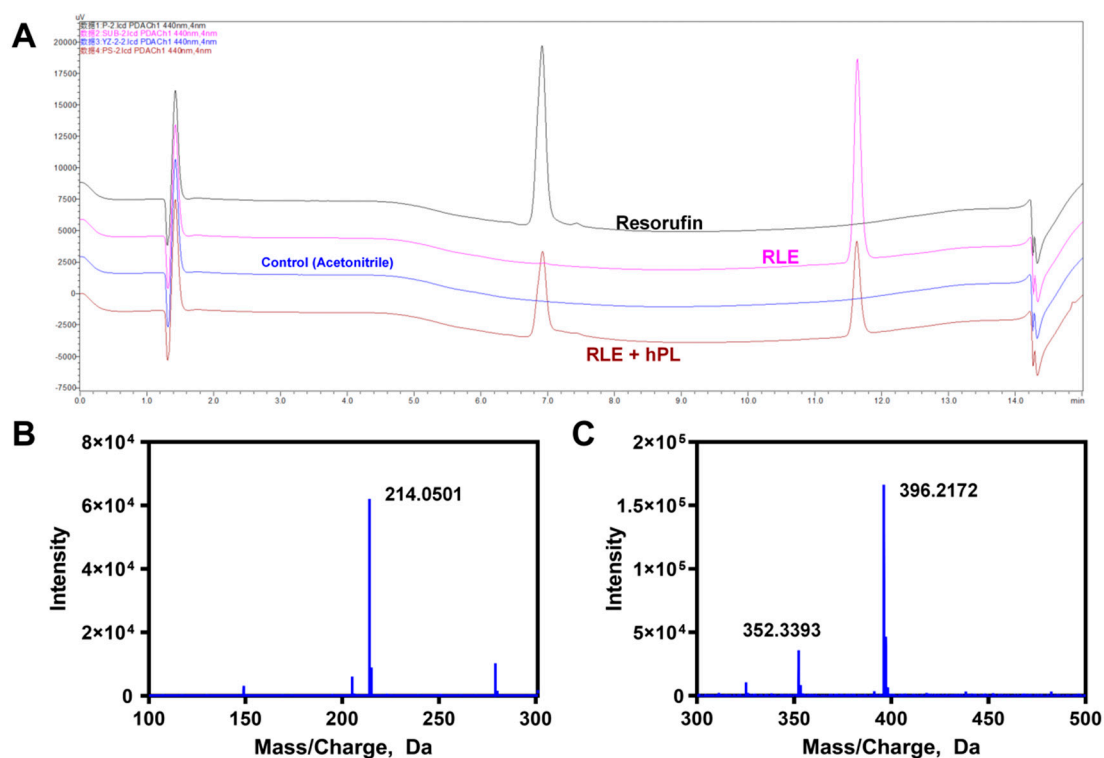 A
uV
数据1 P-2.lcd PDACh1 440nm,4nm
数据2 SUB-2.lcd PDACh1 440nm,4nm
数据3 YZ-2-2.lcd PDACh1 440nm,4nm
数据4 PS-2.lcd PDACh1 440nm,4nm
20000
17500
15000
12500
10000
7500
5000
2500
0
-2500
-5000
-7500
Resorufin
Control (Acetonitrile)
RLE
RLE + hPL
0.0 1.0 2.0 3.0 4.0 5.0 6.0 7.0 8.0 9.0 10.0 11.0 12.0 13.0 14.0 min
B
8×10⁴
6×10⁴
4×10⁴
2×10⁴
0
Intensity
214.0501
100 150 200 250 300
Mass/Charge, Da
C
2×10⁵
1.5×10⁵
1×10⁵
5×10⁴
0
Intensity
396.2172
352.3393
300 350 400 450 500
Mass/Charge, Da